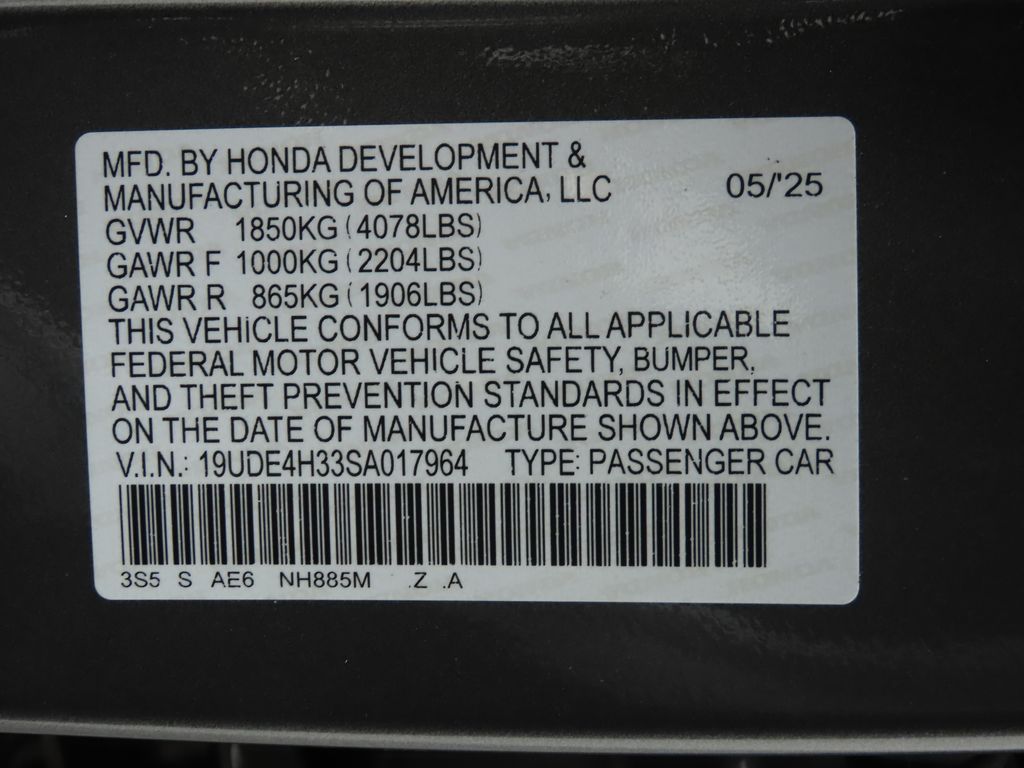 MFD. BY HONDA DEVELOPMENT &
MANUFACTURING OF AMERICA, LLC 05/'25
GVWR 1850KG (4078LBS)
GAWR F 1000KG (2204LBS)
GAWR R 865KG (1906LBS)
THIS VEHICLE CONFORMS TO ALL APPLICABLE
FEDERAL MOTOR VEHICLE SAFETY, BUMPER,
AND THEFT PREVENTION STANDARDS IN EFFECT
ON THE DATE OF MANUFACTURE SHOWN ABOVE.
V.I.N.: 19UDE4H33SA017964 TYPE: PASSENGER CAR
3S5 S AE6 NH885M .Z .A